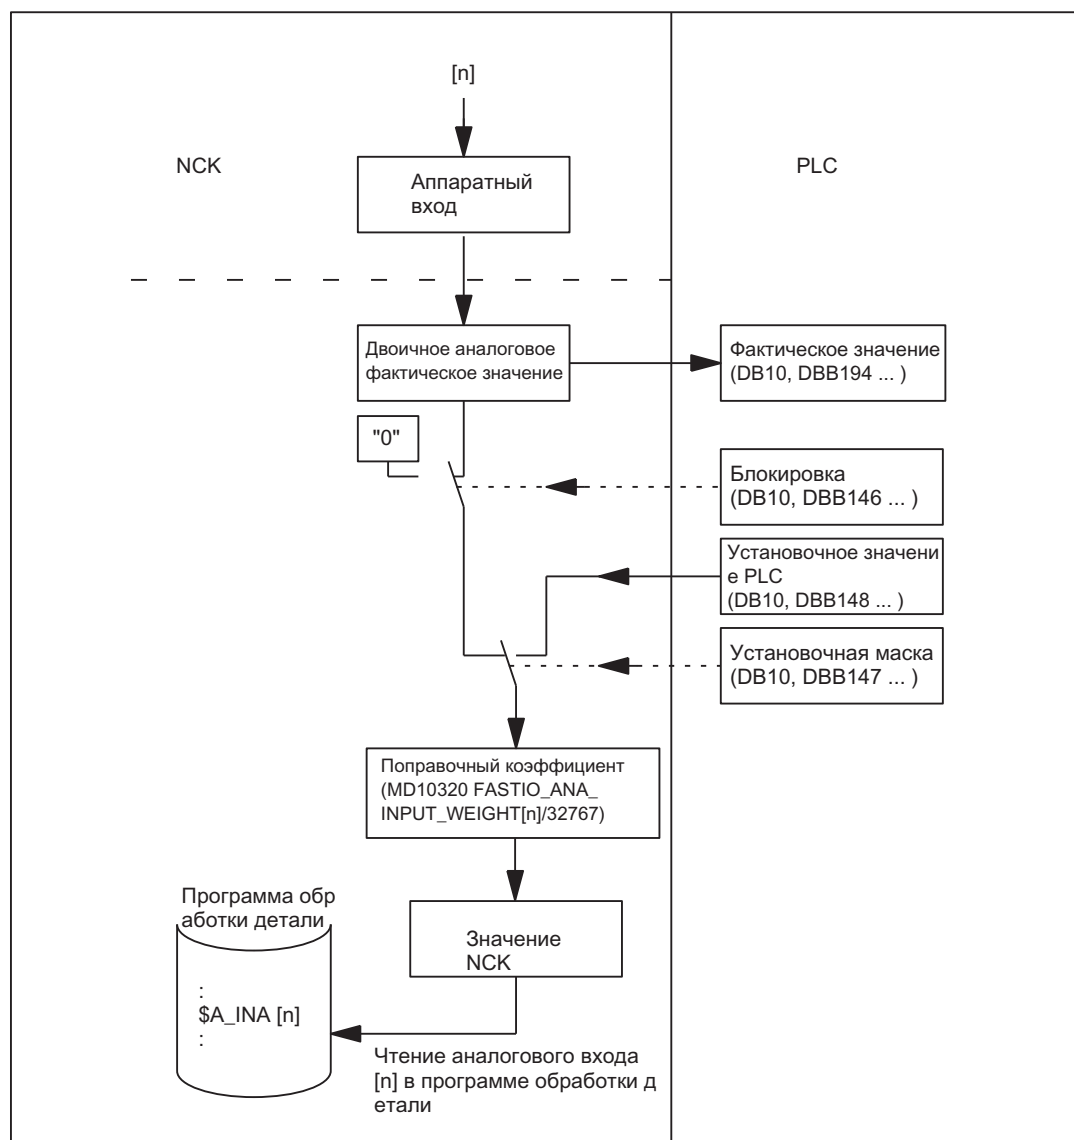 [n]
NCK
PLC
Аппаратный
вход
Двоичное аналоговое
фактическое значение
Фактическое значение
(DB10, DBB194 ... )
"0"
Блокировка
(DB10, DBB146 ... )
Установочное значени
е PLC
(DB10, DBB148 ... )
Установочная маска
(DB10, DBB147 ... )
Поправочный коэффициент
(MD10320 FASTIO_ANA_
INPUT_WEIGHT[n]/32767)
Программа обр
аботки детали
Значение
NCK
:
$A_INA [n]
:
Чтение аналогового входа
[n] в программе обработки д
етали